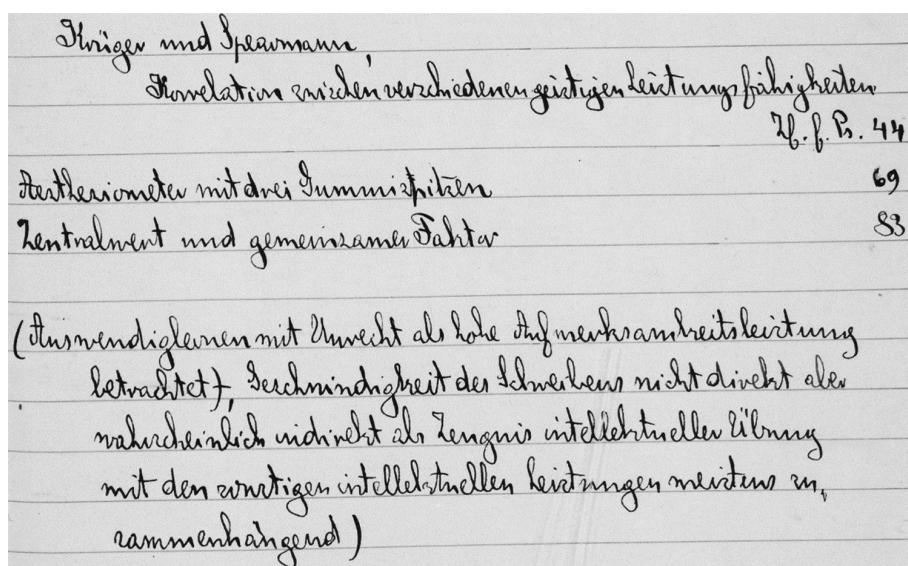 Krüger und Spearmann,
Korrelation zwischen verschiedenen geistigen Leistungsfähigkeiten
Zf. f. Ps. 44
Aesthesiometer mit drei Gummispitzen 69
Zentralwert und gemeinsamer Faktor 83
(Auswendiglernen mit Unrecht als hohe Aufmerksamkeitsleistung
betrachtet), Geschwindigkeit des Schreibens nicht direkt aber
wahrscheinlich indirekt als Zeugnis intellektueller Übung
mit den sonstigen intellektuellen Leistungen meistens zu,
sammenhängend)